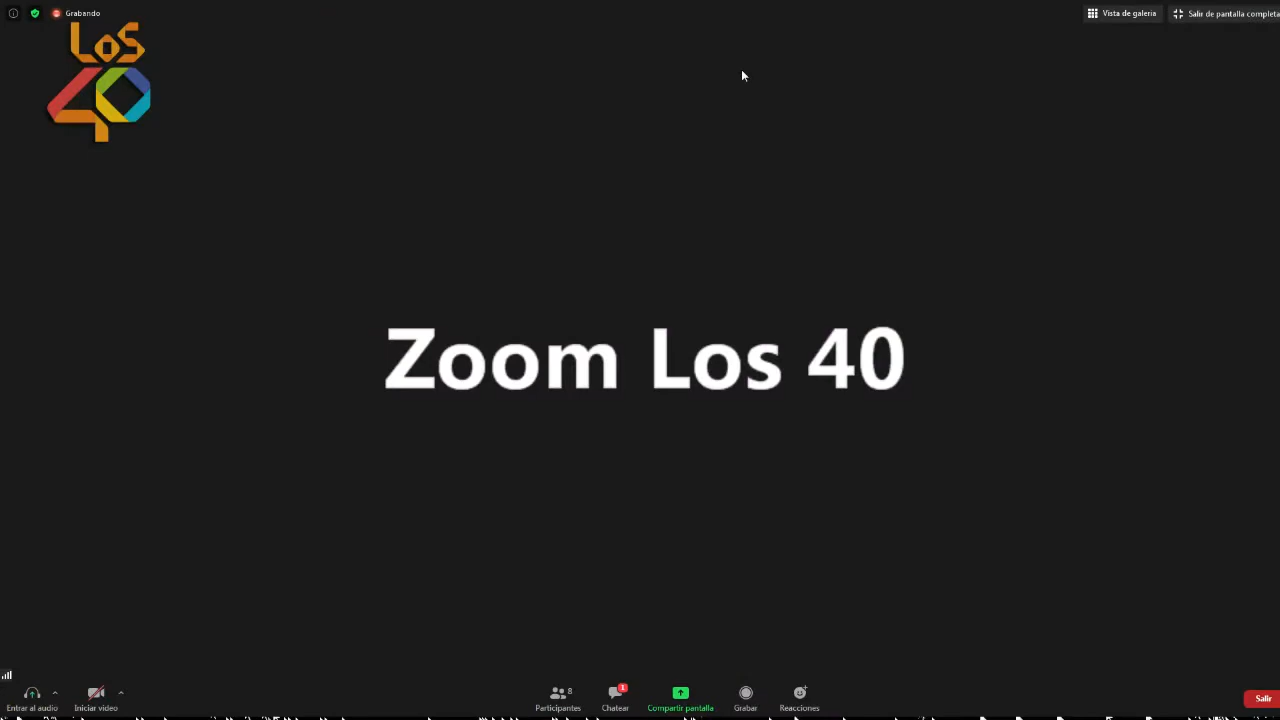 Grabando
Vista de galería
Salir de pantalla completa
LOS
40
Zoom Los 40
Entrar al audio
Iniciar video
Participantes
8
Chatear
1
Compartir pantalla
Grabar
Reacciones
Salir